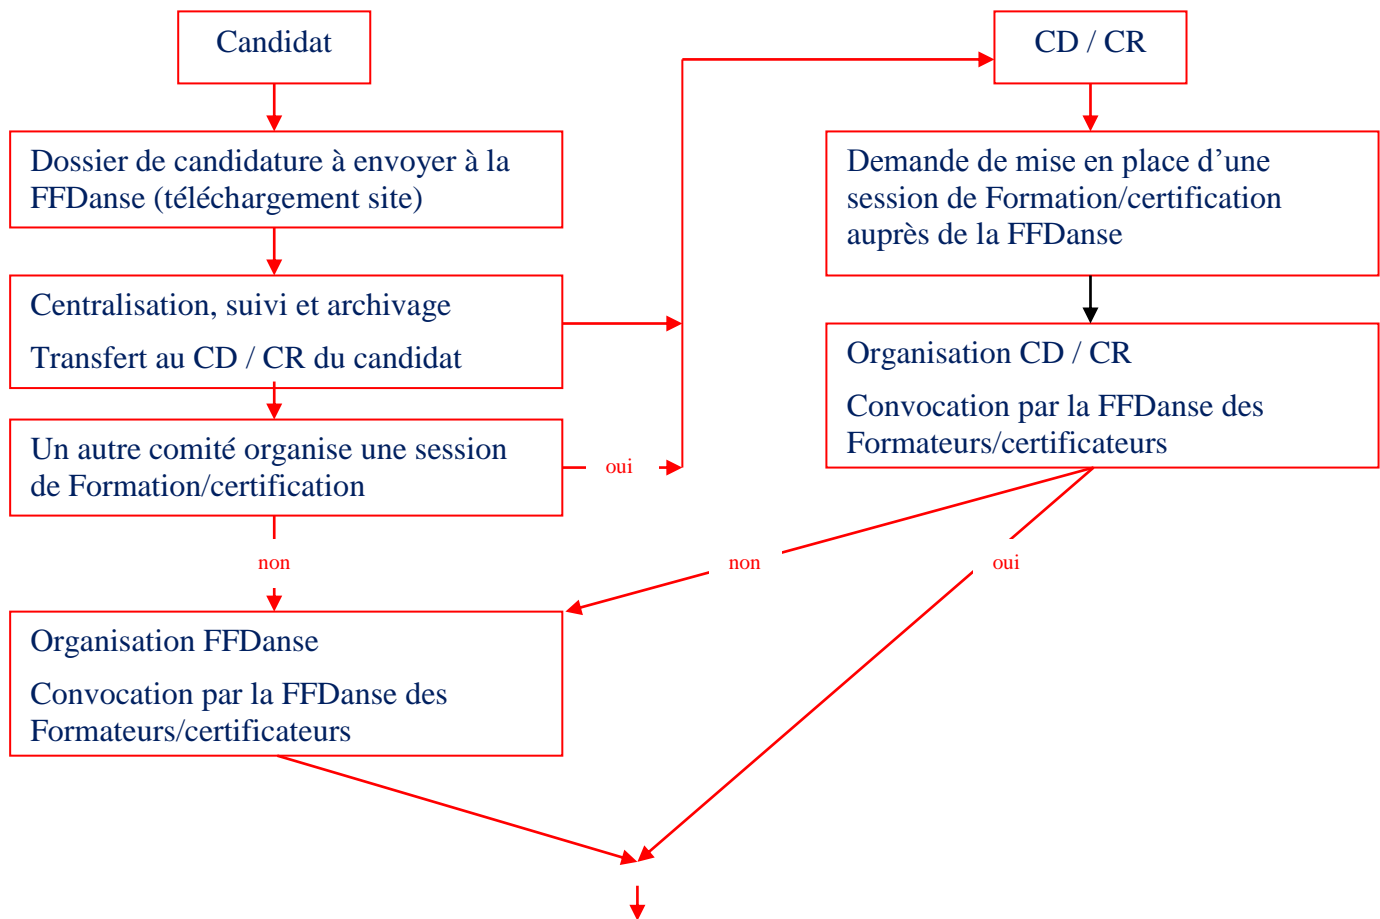 Candidat
CD / CR
Dossier de candidature à envoyer à la
FFDanse (téléchargement site)
Demande de mise en place d’une
session de Formation/certification
auprès de la FFDanse
Centralisation, suivi et archivage
Transfert au CD / CR du candidat
Organisation CD / CR
Convocation par la FFDanse des
Formateurs/certificateurs
Un autre comité organise une session
de Formation/certification
oui
non
non
oui
Organisation FFDanse
Convocation par la FFDanse des
Formateurs/certificateurs